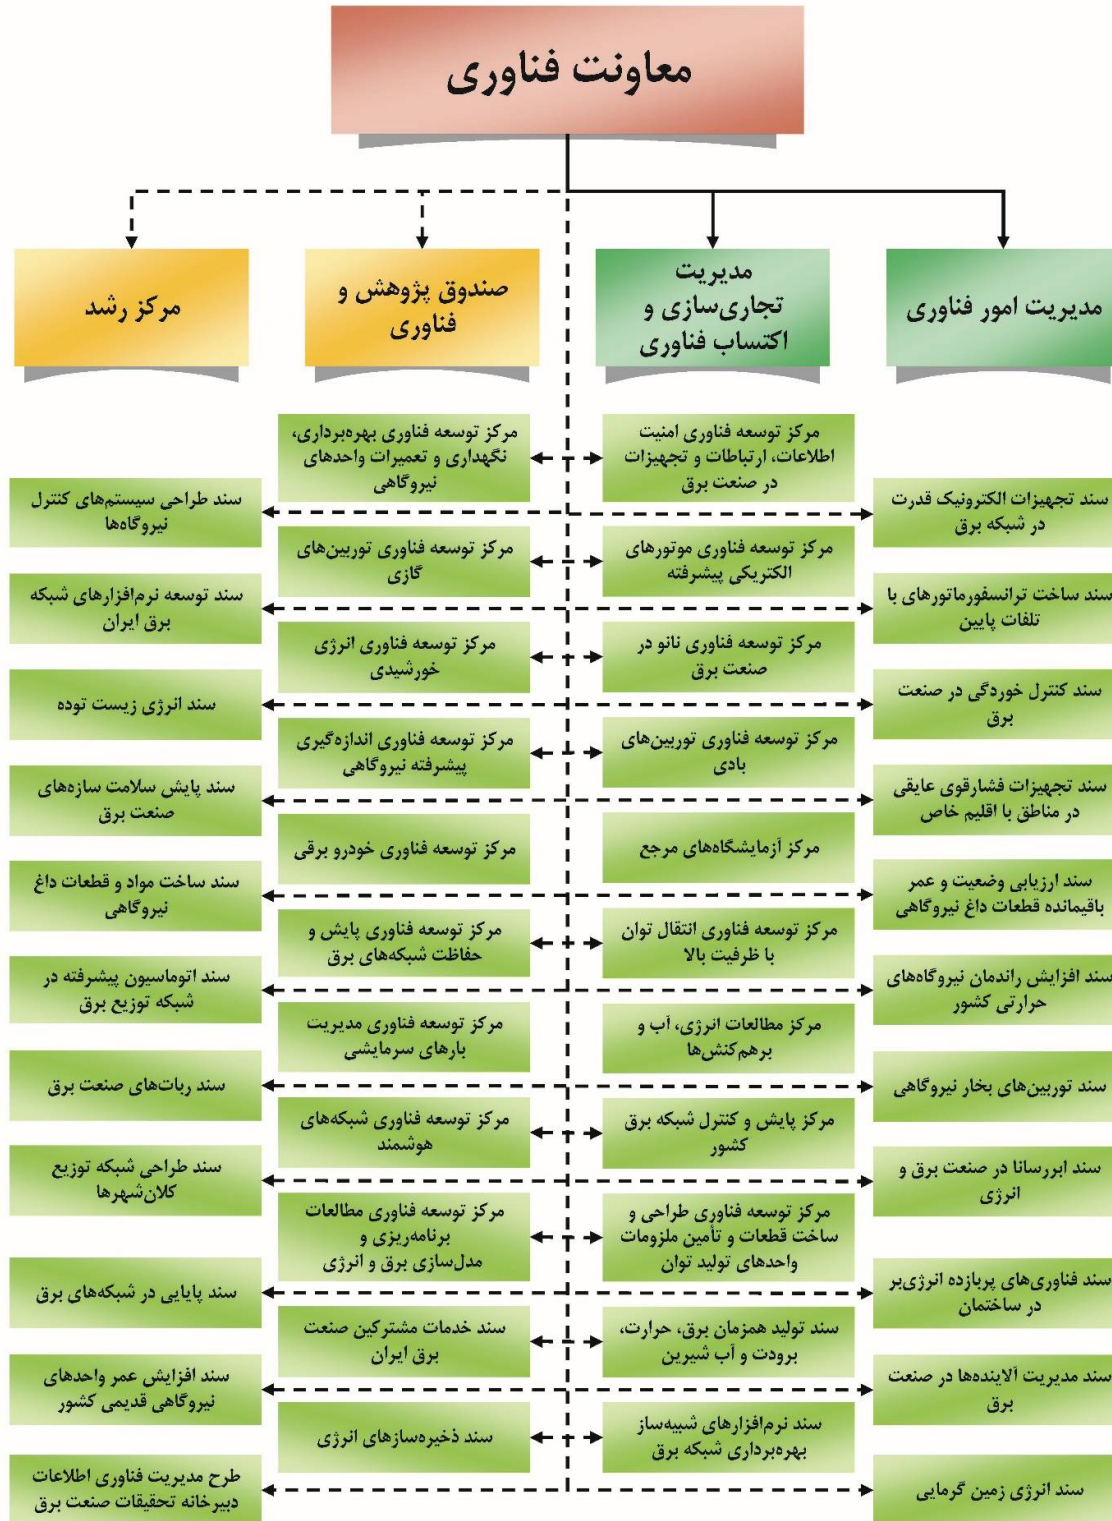 معاونت فناوری
مدیریت امور فناوری
مدیریت
تجاری‌سازی و
اکتساب فناوری
صندوق پژوهش و
فناوری
مرکز رشد
مرکز توسعه فناوری امنیت
اطلاعات، ارتباطات و تجهیزات
در صنعت برق
مرکز توسعه فناوری بهره‌برداری،
نگهداری و تعمیرات واحدهای
نیروگاهی
سند تجهیزات الکترونیک قدرت
در شبکه برق
سند طراحی سیستم‌های کنترل
نیروگاه‌ها
مرکز توسعه فناوری موتورهای
الکتریکی پیشرفته
مرکز توسعه فناوری توربین‌های
گازی
سند ساخت ترانسفورماتورهای با
تلفات پایین
سند توسعه نرم‌افزارهای شبکه
برق ایران
مرکز توسعه فناوری نانو در
صنعت برق
مرکز توسعه فناوری انرژی
خورشیدی
سند کنترل خوردگی در صنعت
برق
سند انرژی زیست توده
مرکز توسعه فناوری توربین‌های
بادی
مرکز توسعه فناوری اندازه‌گیری
پیشرفته نیروگاهی
سند تجهیزات فشارقوی عایقی
در مناطق با اقلیم خاص
سند پایش سلامت سازه‌های
صنعت برق
مرکز آزمایشگاه‌های مرجع
مرکز توسعه فناوری خودرو برقی
سند ارزیابی وضعیت و عمر
باقیمانده قطعات داغ نیروگاهی
سند ساخت مواد و قطعات داغ
نیروگاهی
مرکز توسعه فناوری انتقال توان
با ظرفیت بالا
مرکز توسعه فناوری پایش و
حفاظت شبکه‌های برق
سند افزایش راندمان نیروگاه‌های
حرارتی کشور
سند اتوماسیون پیشرفته در
شبکه توزیع برق
مرکز مطالعات انرژی، آب و
برهم‌کنش‌ها
مرکز توسعه فناوری مدیریت
بارهای سرمایشی
سند توربین‌های بخار نیروگاهی
سند ربات‌های صنعت برق
مرکز پایش و کنترل شبکه برق
کشور
مرکز توسعه فناوری شبکه‌های
هوشمند
سند ابررسانا در صنعت برق و
انرژی
سند طراحی شبکه توزیع
کلان‌شهرها
مرکز توسعه فناوری طراحی و
ساخت قطعات و تأمین ملزومات
واحدهای تولید توان
مرکز توسعه فناوری مطالعات
برنامه‌ریزی و
مدل‌سازی برق و انرژی
سند فناوری‌های پربازده انرژی‌بر
در ساختمان
سند پایایی در شبکه‌های برق
سند تولید همزمان برق، حرارت،
برودت و آب شیرین
سند خدمات مشترکین صنعت
برق ایران
سند مدیریت آلاینده‌ها در صنعت
برق
سند افزایش عمر واحدهای
نیروگاهی قدیمی کشور
سند نرم‌افزارهای شبیه‌ساز
بهره‌برداری شبکه برق
سند ذخیره‌سازهای انرژی
سند انرژی زمین گرمایی
طرح مدیریت فناوری اطلاعات
دبیرخانه تحقیقات صنعت برق